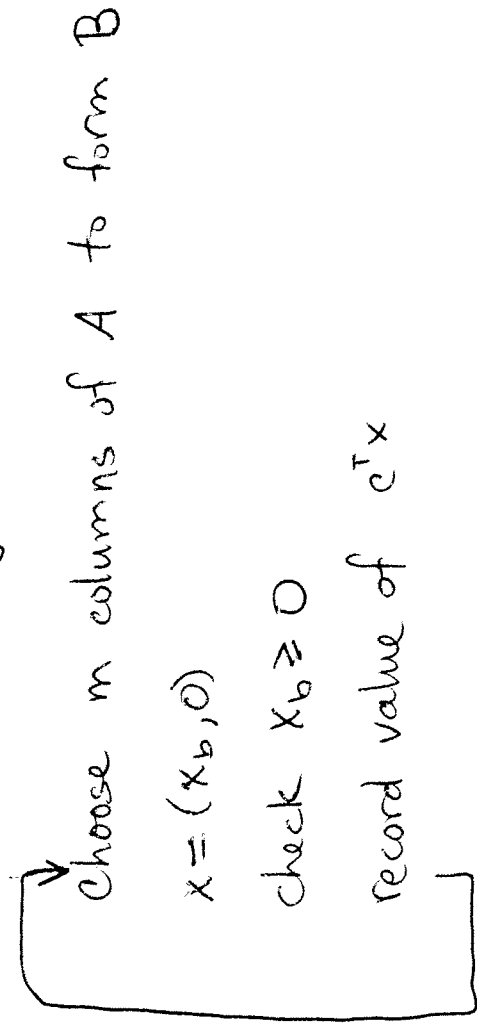 Choose m columns of A to form B
x = (x_b, 0)
check x_b ≥ 0
record value of c^T x